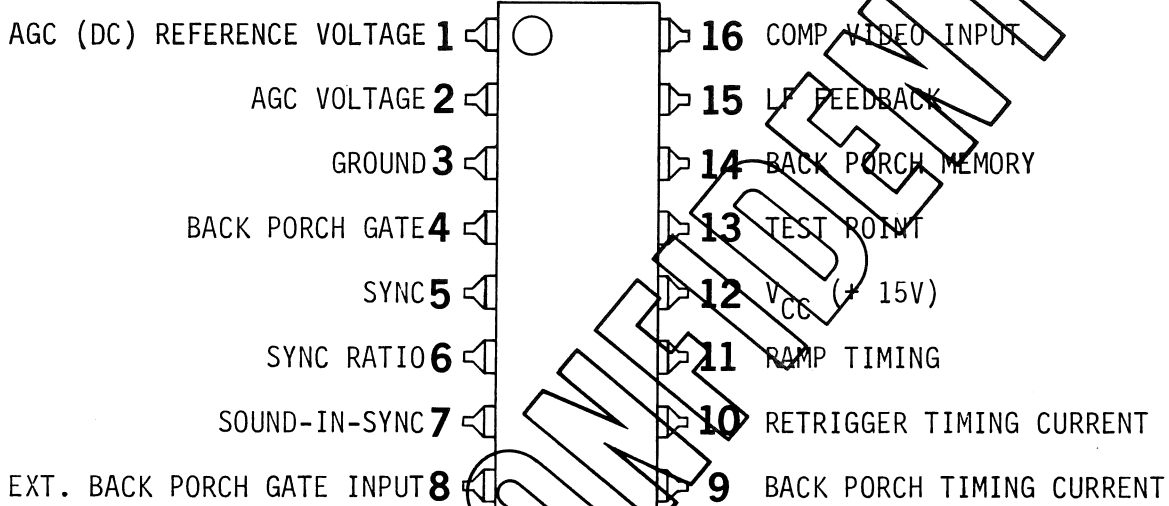 AGC (DC) REFERENCE VOLTAGE 1 16 COMP VIDEO INPUT
AGC VOLTAGE 2 15 LF FEEDBACK
GROUND 3 14 BACK PORCH MEMORY
BACK PORCH GATE 4 13 TEST POINT
SYNC 5 12 VCC (+ 15V)
SYNC RATIO 6 11 RAMP TIMING
SOUND-IN-SYNC 7 10 RETRIGGER TIMING CURRENT
EXT. BACK PORCH GATE INPUT 8 9 BACK PORCH TIMING CURRENT
ONFIDENT